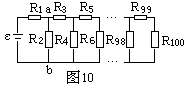 R₁ a R₃ R₅ ... R₉₉
ε R₂ R₄ R₆ R₉₈ R₁₀₀
b ...
图10